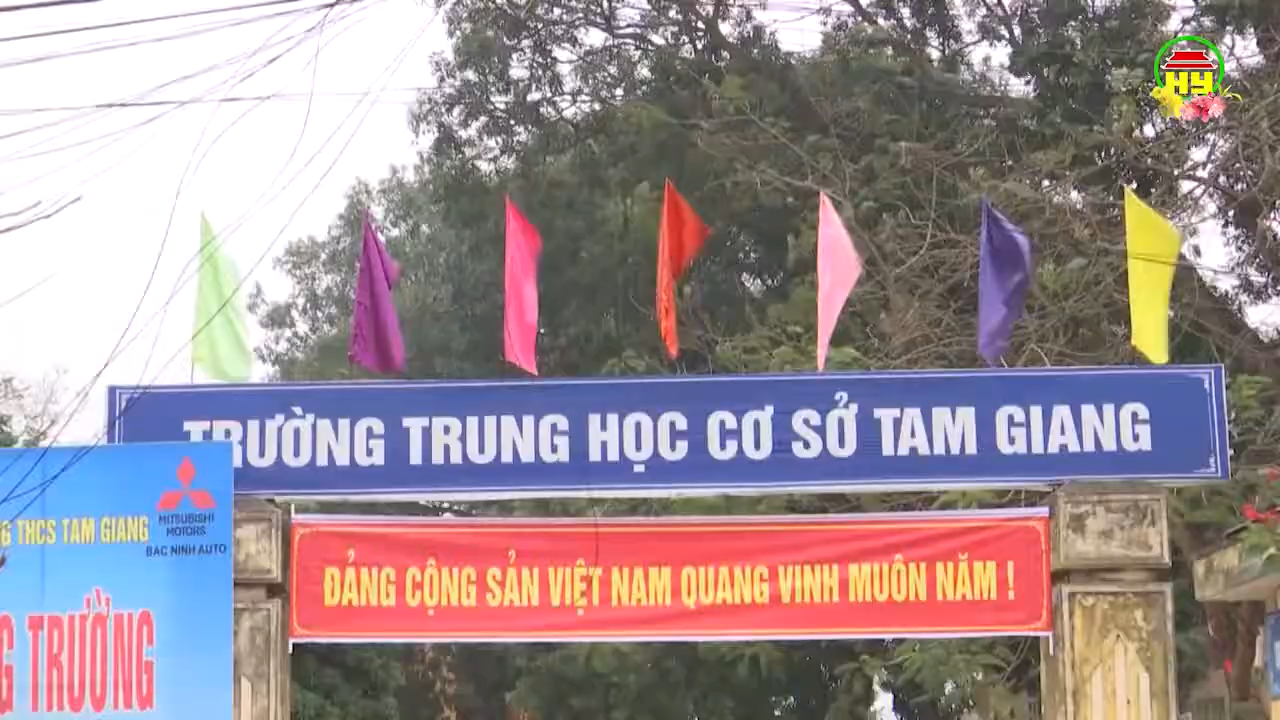 HY
TRƯỜNG TRUNG HỌC CƠ SỞ TAM GIANG
ĐẢNG CỘNG SẢN VIỆT NAM QUANG VINH MUÔN NĂM !
MITSUBISHI
MOTORS
BAC NINH AUTO
THCS TAM GIANG
TRƯỜNG